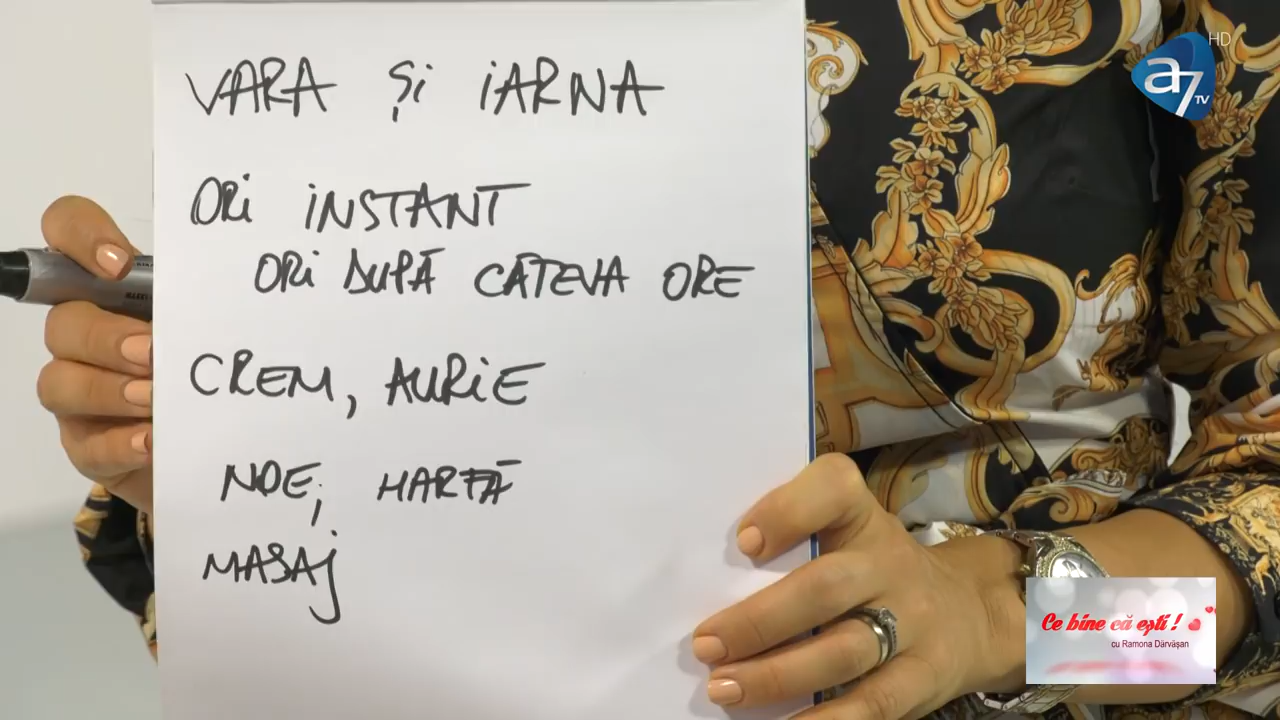 VARA și iARNA
ORi iNSTANT
ORi DUPĂ CÂTEVA ORE
CREM, AURiE
NOE; HARFĂ
MASAj
a7 TV
HD
Ce bine că ești !
cu Ramona Dârvășan